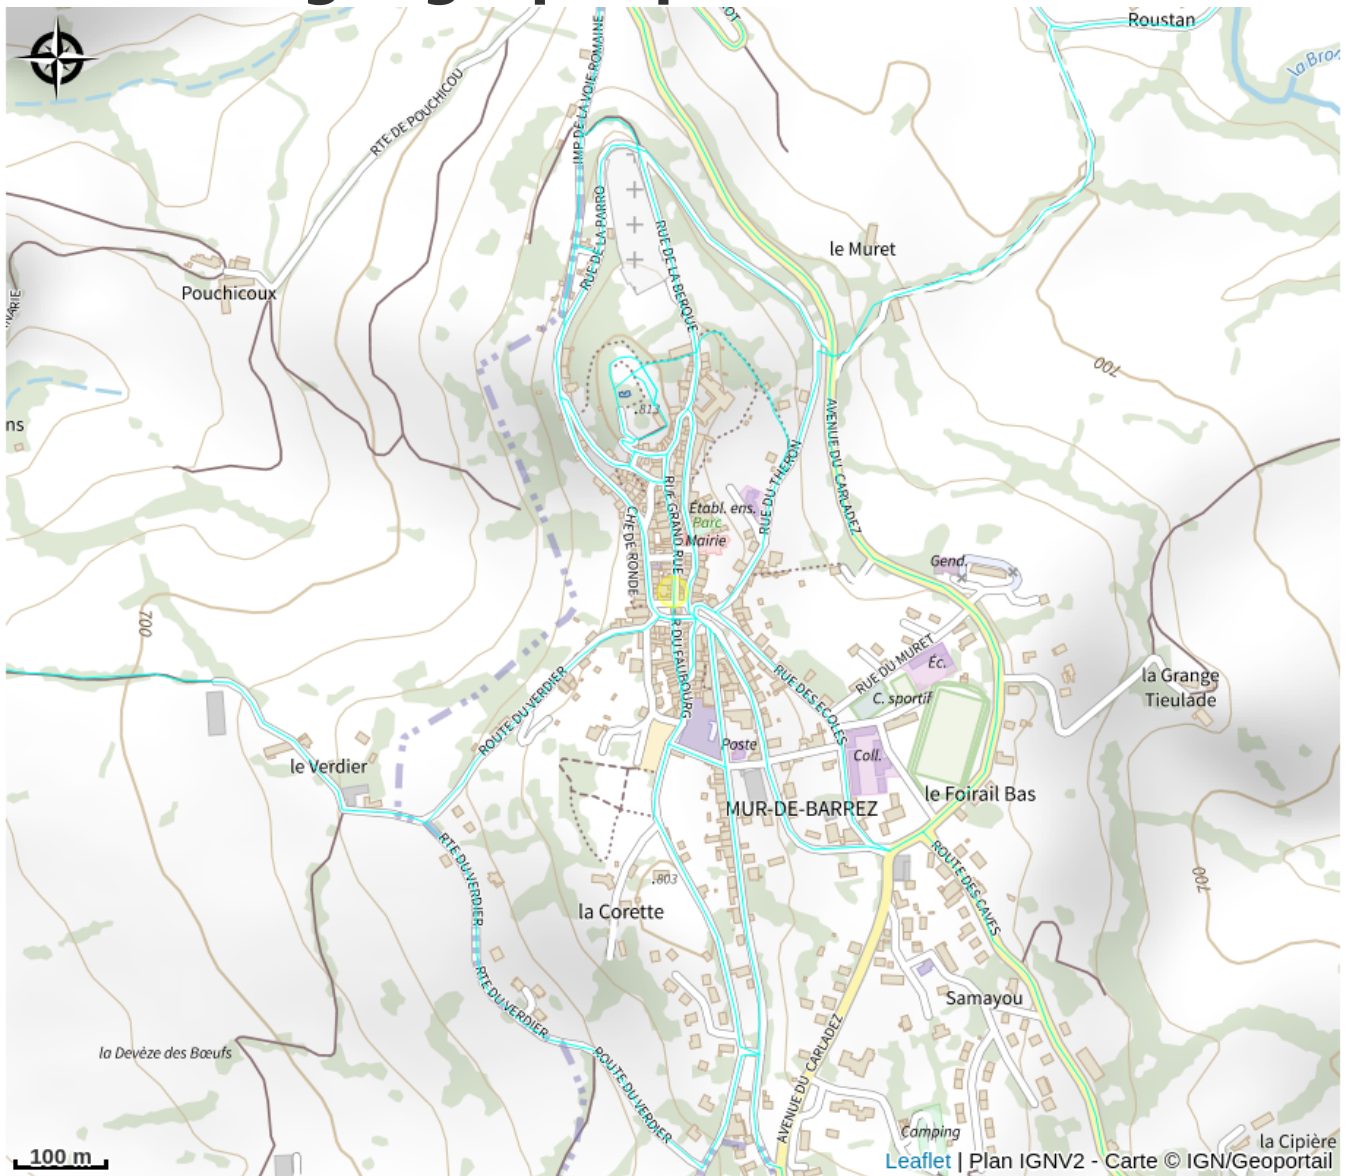 Roustan
la Bro
RTE DE POUCHICOU
IMP DE LA VOIE ROMAINE
RUE DE LA PARRO
RUE DE LA BERQUE
le Muret
Pouchicoux
700
813
ns
AVENUE DU CARLADEZ
RUE DU THERON
RUE GRAND RUE
Établ. ens.
Parc
Mairie
CHE DE RONDE
Gend.
700
R DU FAUBOURG
RUE DU MURET
Éc.
la Grange
Tieulade
ROUTE DU VERDIER
RUE DES ECOLES
C. sportif
le Verdier
Poste
Coll.
MUR-DE-BARREZ
le Foirail Bas
RTE DU VERDIER
ROUTE DES CAVES
803
700
la Corette
RTE DU VERDIER
Samayou
la Devèze des Bœufs
ROUTE DU VERDIER
AVENUE DU CARLADEZ
Camping
la Cipière
100 m
Leaflet | Plan IGNV2 - Carte © IGN/Geoportail